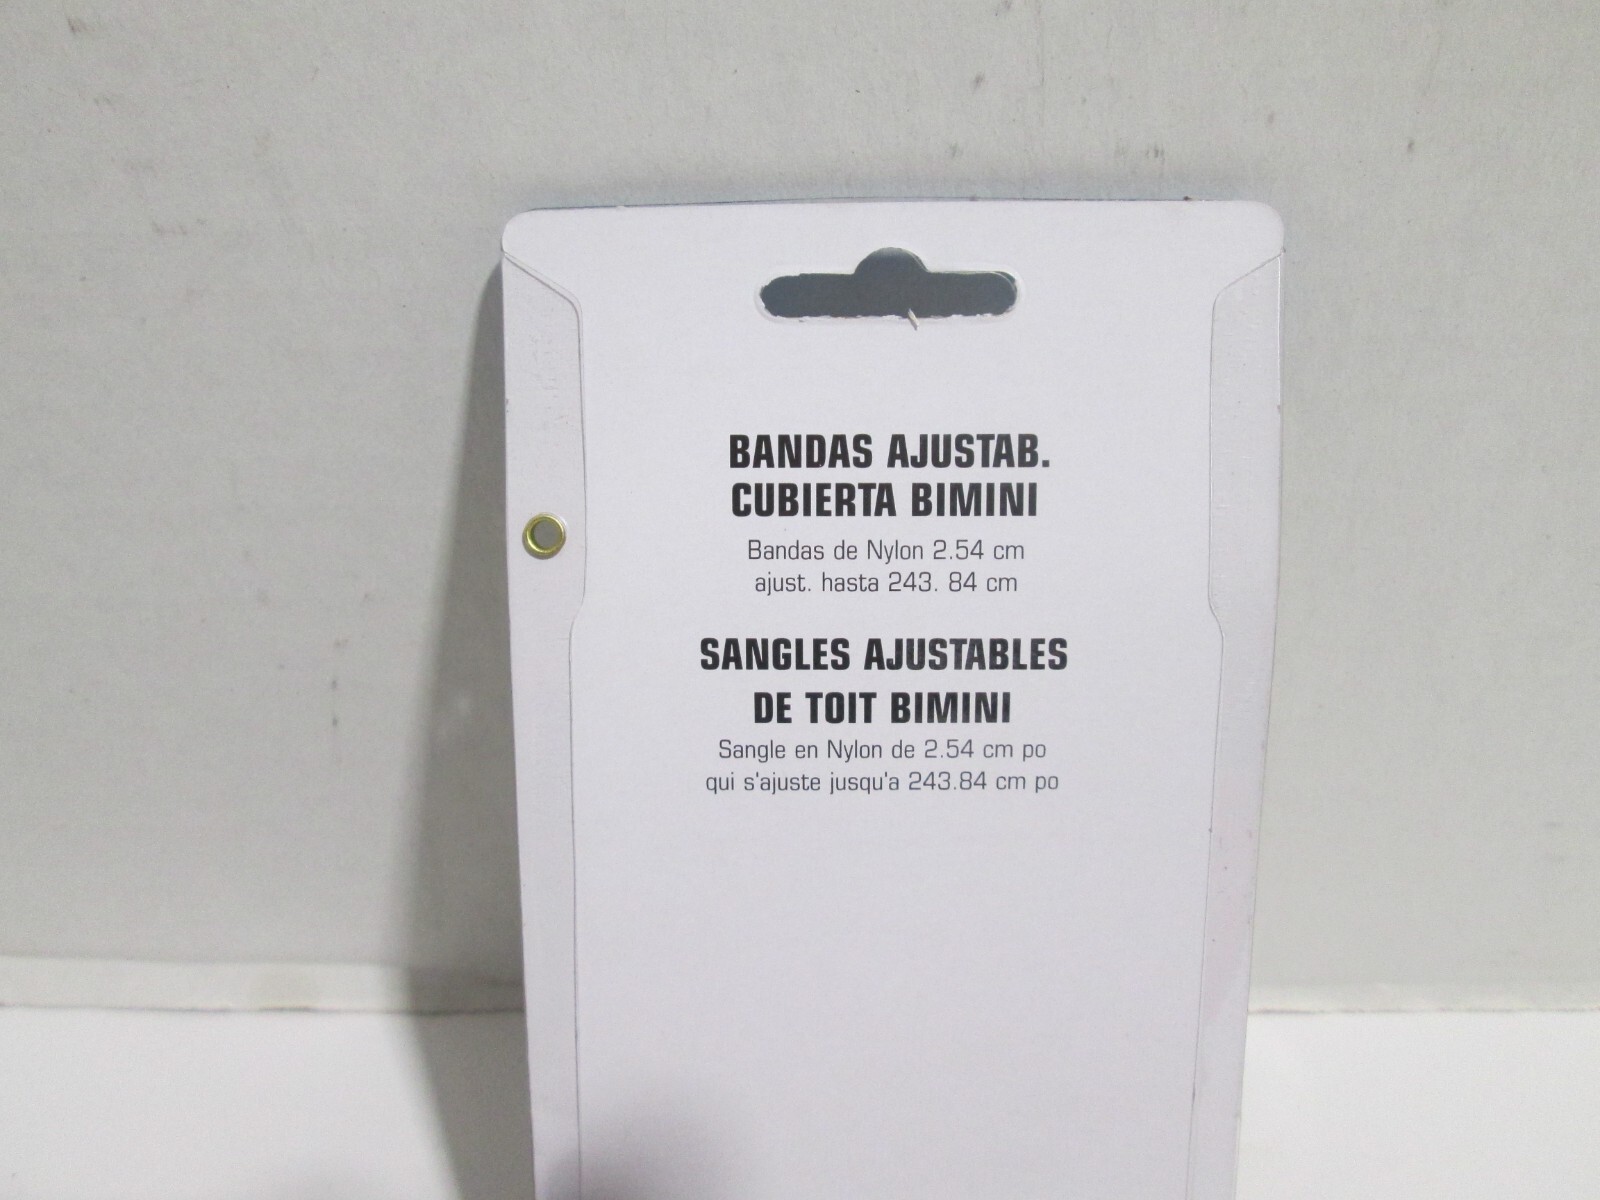 BANDAS AJUSTAB.
CUBIERTA BIMINI
Bandas de Nylon 2.54 cm
ajust. hasta 243. 84 cm
SANGLES AJUSTABLES
DE TOIT BIMINI
Sangle en Nylon de 2.54 cm po
qui s'ajuste jusqu'a 243.84 cm po